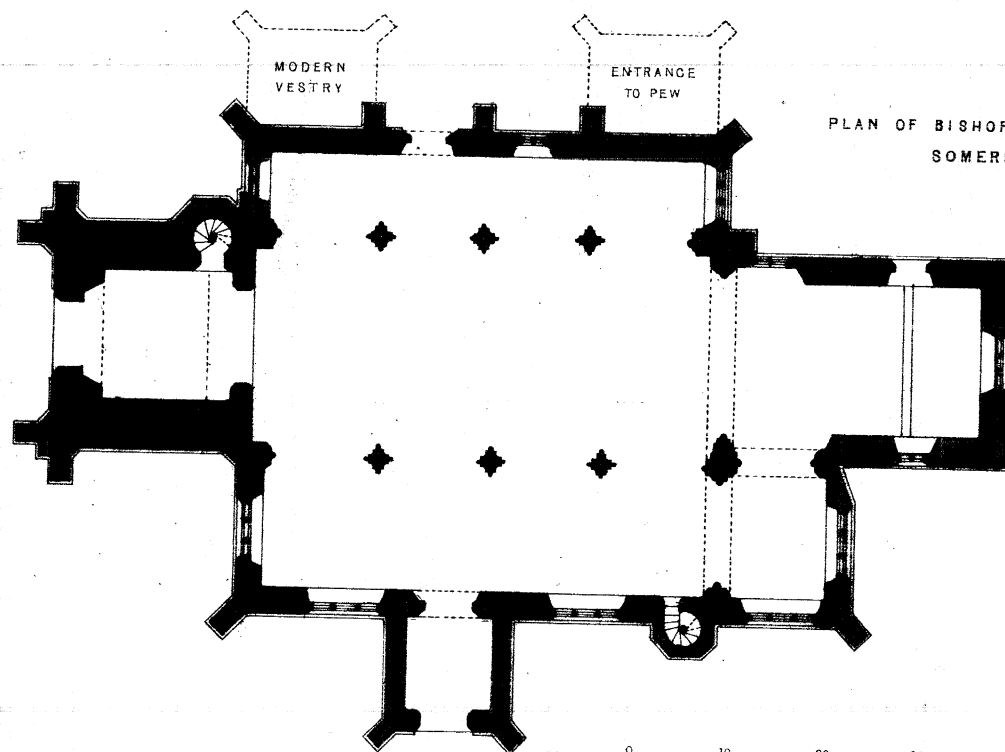 MODERN
VESTRY
ENTRANCE
TO PEW
PLAN OF BISHOP
SOMER
0 10 20